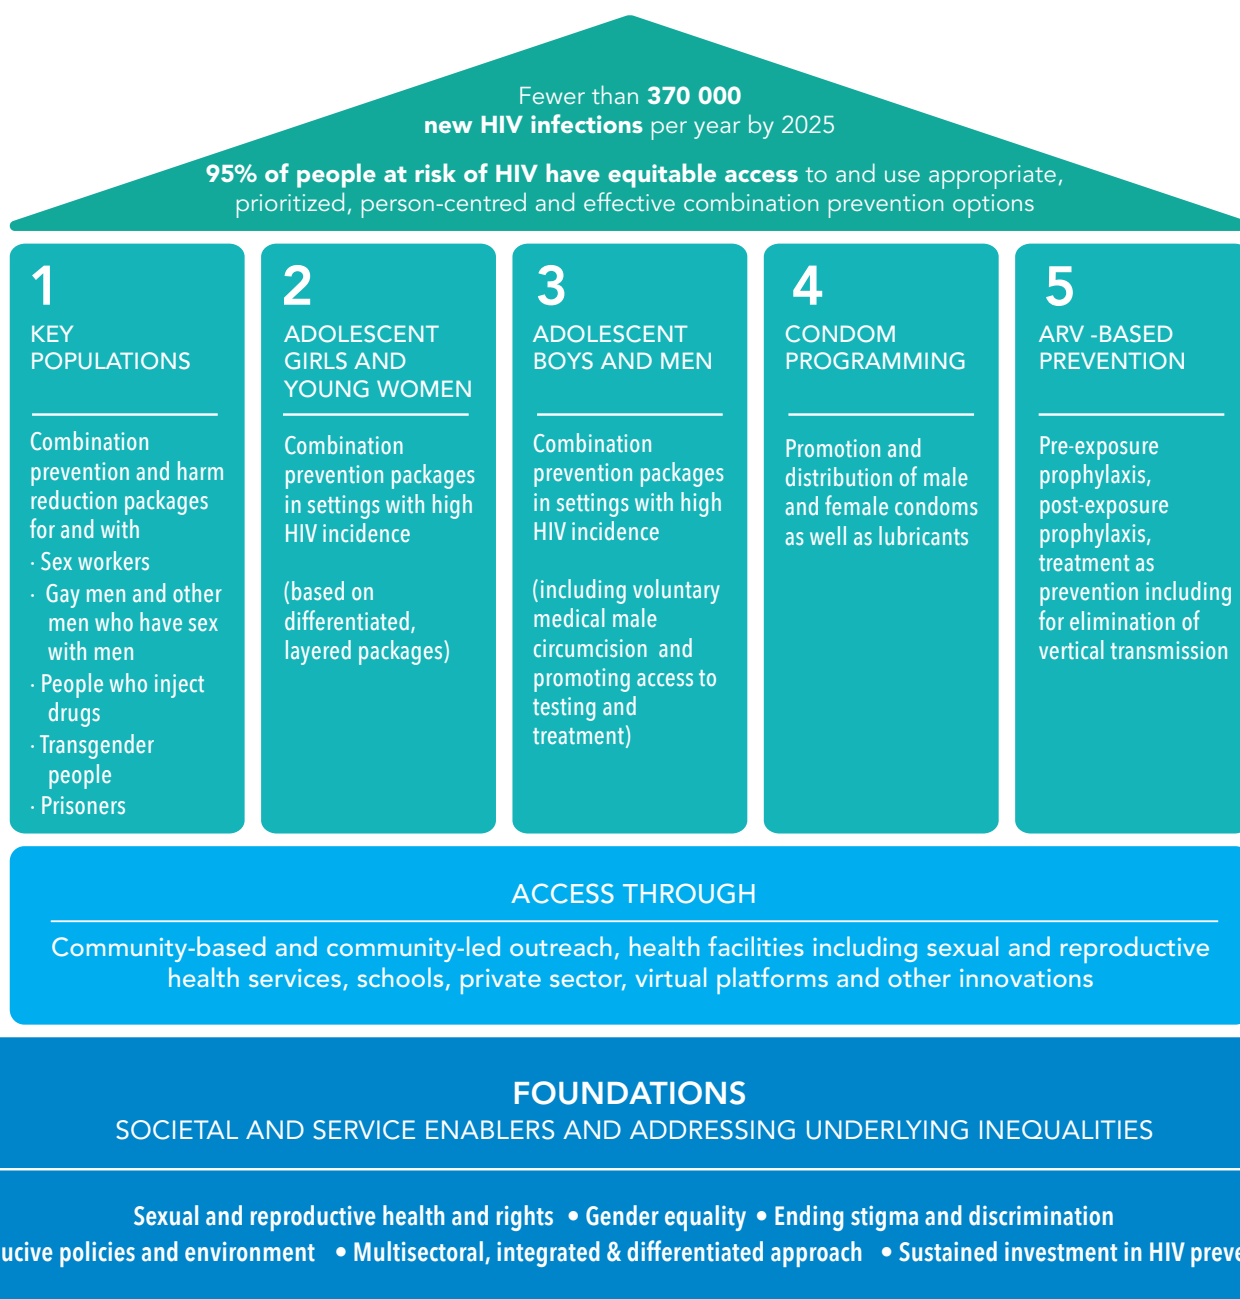 Fewer than 370 000
new HIV infections per year by 2025
95% of people at risk of HIV have equitable access to and use appropriate,
prioritized, person-centred and effective combination prevention options
1
KEY
POPULATIONS
Combination
prevention and harm
reduction packages
for and with
· Sex workers
· Gay men and other
men who have sex
with men
· People who inject
drugs
· Transgender
people
· Prisoners
2
ADOLESCENT
GIRLS AND
YOUNG WOMEN
Combination
prevention packages
in settings with high
HIV incidence
(based on
differentiated,
layered packages)
3
ADOLESCENT
BOYS AND MEN
Combination
prevention packages
in settings with high
HIV incidence
(including voluntary
medical male
circumcision and
promoting access to
testing and
treatment)
4
CONDOM
PROGRAMMING
Promotion and
distribution of male
and female condoms
as well as lubricants
5
ARV -BASED
PREVENTION
Pre-exposure
prophylaxis,
post-exposure
prophylaxis,
treatment as
prevention including
for elimination of
vertical transmission
ACCESS THROUGH
Community-based and community-led outreach, health facilities including sexual and reproductive
health services, schools, private sector, virtual platforms and other innovations
FOUNDATIONS
SOCIETAL AND SERVICE ENABLERS AND ADDRESSING UNDERLYING INEQUALITIES
Sexual and reproductive health and rights • Gender equality • Ending stigma and discrimination
policies and environment • Multisectoral, integrated & differentiated approach • Sustained investment in HIV